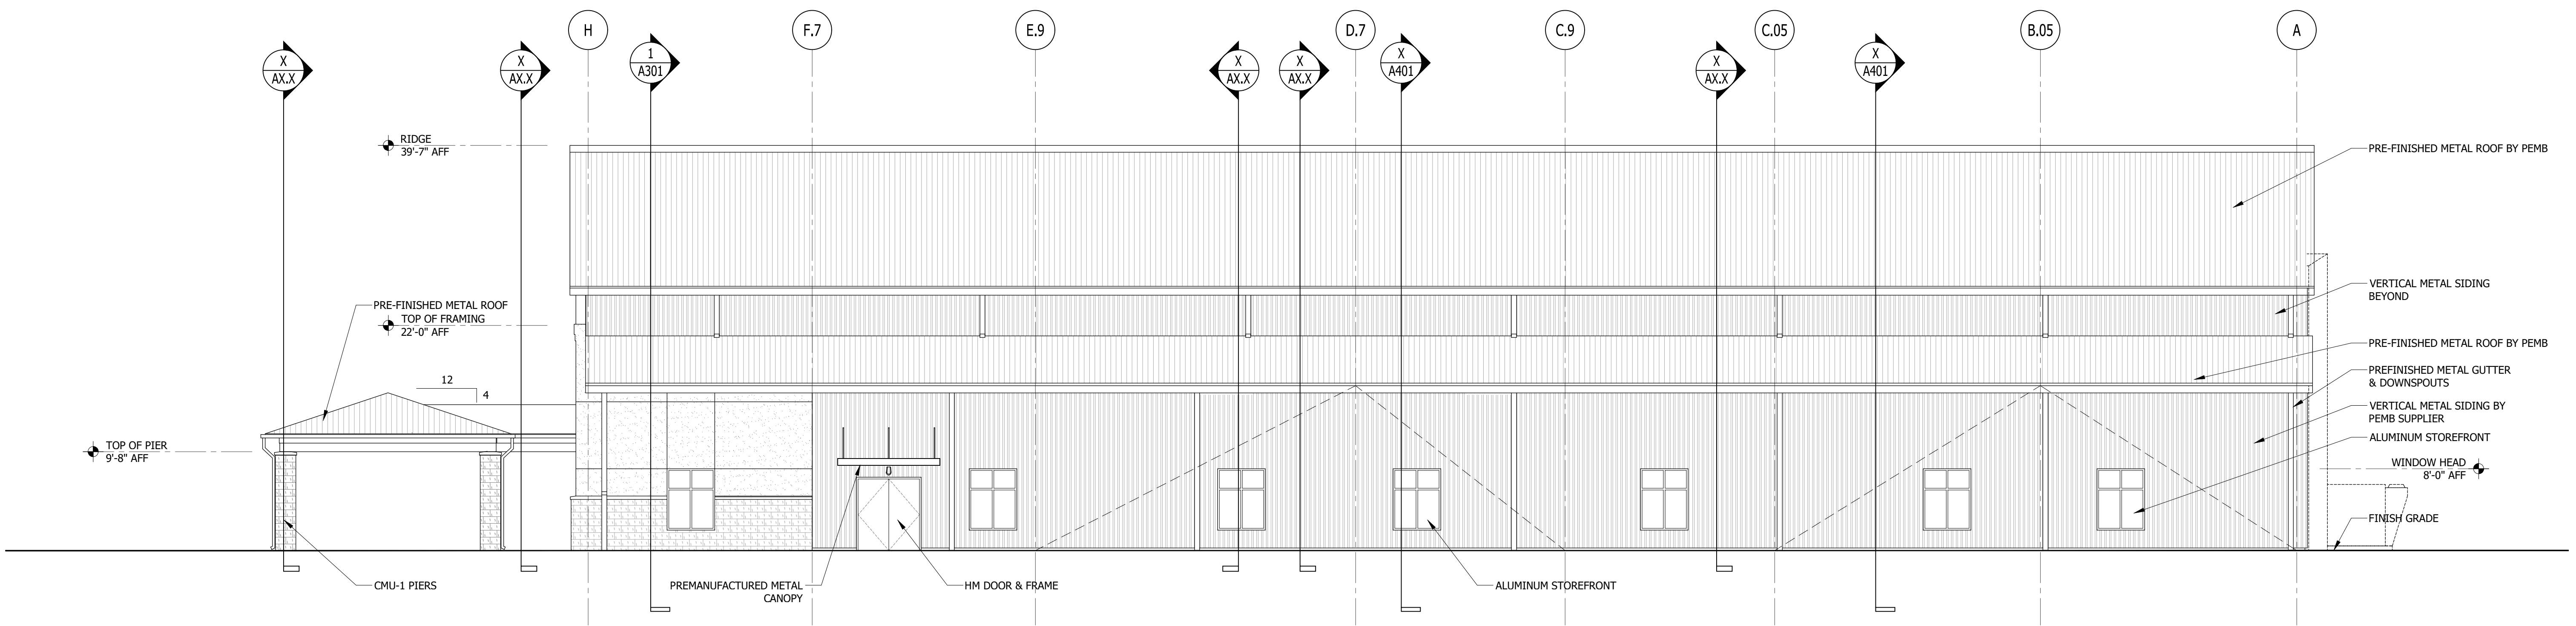 H
F.7
E.9
D.7
C.9
C.05
B.05
A
X
AX.X
X
AX.X
1
A301
X
AX.X
X
AX.X
X
A401
X
AX.X
X
A401
RIDGE
39'-7" AFF
PRE-FINISHED METAL ROOF BY PEMB
VERTICAL METAL SIDING
BEYOND
PRE-FINISHED METAL ROOF
TOP OF FRAMING
22'-0" AFF
PRE-FINISHED METAL ROOF BY PEMB
PREFINISHED METAL GUTTER
& DOWNSPOUTS
12
4
VERTICAL METAL SIDING BY
PEMB SUPPLIER
ALUMINUM STOREFRONT
TOP OF PIER
9'-8" AFF
WINDOW HEAD
8'-0" AFF
FINISH GRADE
CMU-1 PIERS
PREMANUFACTURED METAL
CANOPY
HM DOOR & FRAME
ALUMINUM STOREFRONT